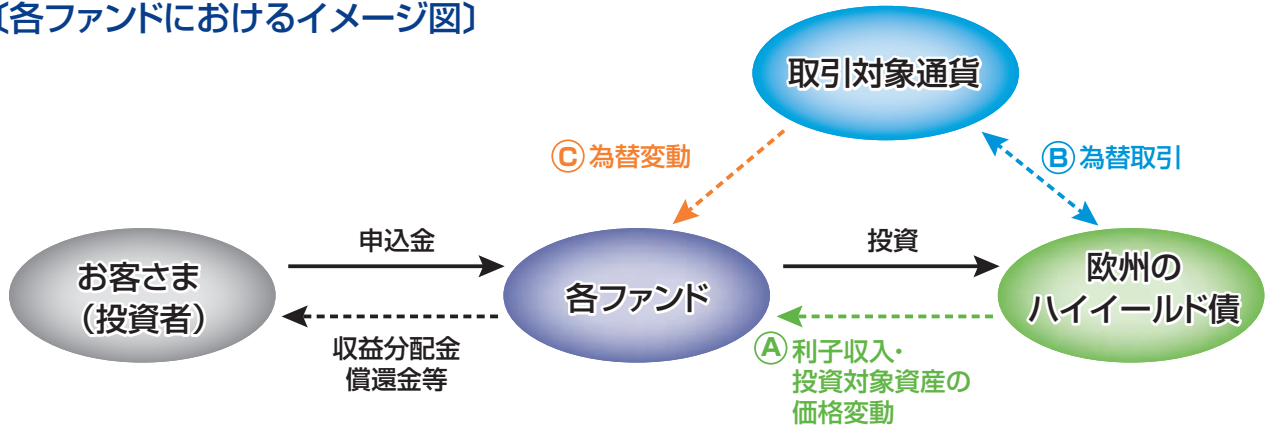 〔各ファンドにおけるイメージ図〕
取引対象通貨
Ⓒ為替変動
Ⓑ為替取引
申込金
投資
お客さま
（投資者）
各ファンド
欧州の
ハイイールド債
収益分配金
償還金等
Ⓐ利子収入・
投資対象資産の
価格変動